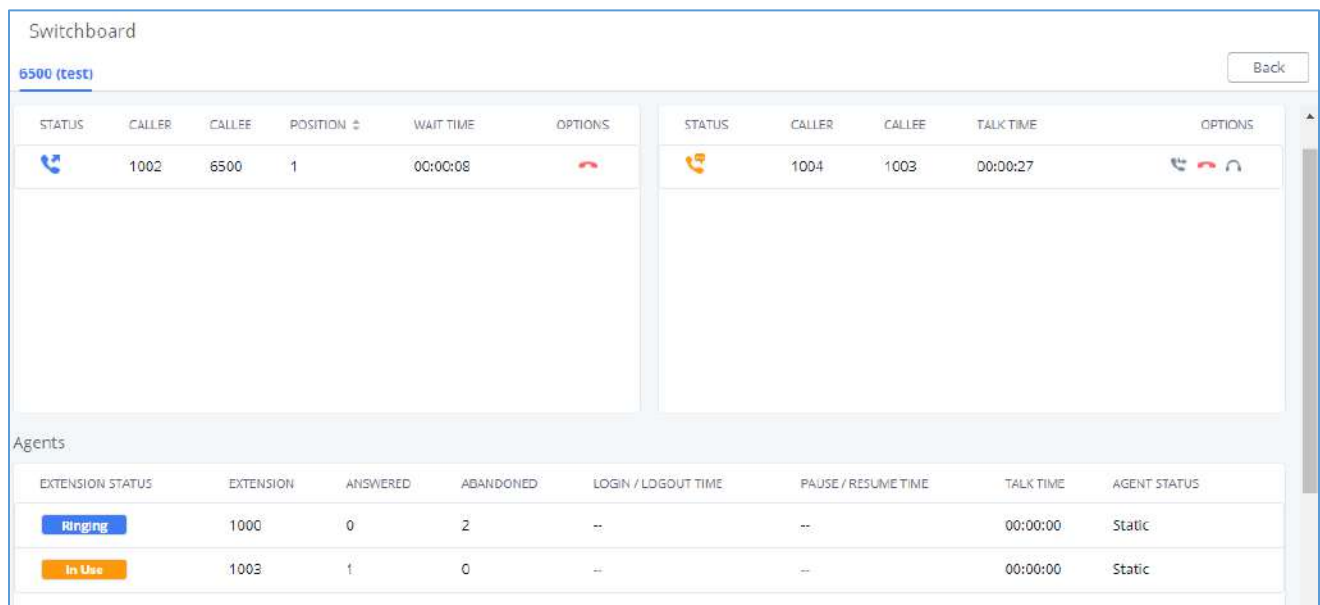 Switchboard
6500 (test)
Back
STATUS CALLER CALLEE POSITION WAIT TIME OPTIONS
1002 6500 1 00:00:08
STATUS CALLER CALLEE TALK TIME OPTIONS
1004 1003 00:00:27
Agents
EXTENSION STATUS EXTENSION ANSWERED ABANDONED LOGIN / LOGOUT TIME PAUSE / RESUME TIME TALK TIME AGENT STATUS
Ringing 1000 0 2 -- -- 00:00:00 Static
In Use 1003 1 0 -- -- 00:00:00 Static